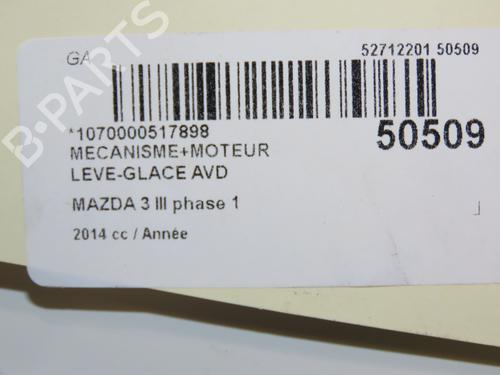 GA
52712201 50509
*1070000517898
50509
MECANISME+MOTEUR
LEVE-GLACE AVD
MAZDA 3 III phase 1
2014 cc / Année
B-PARTS